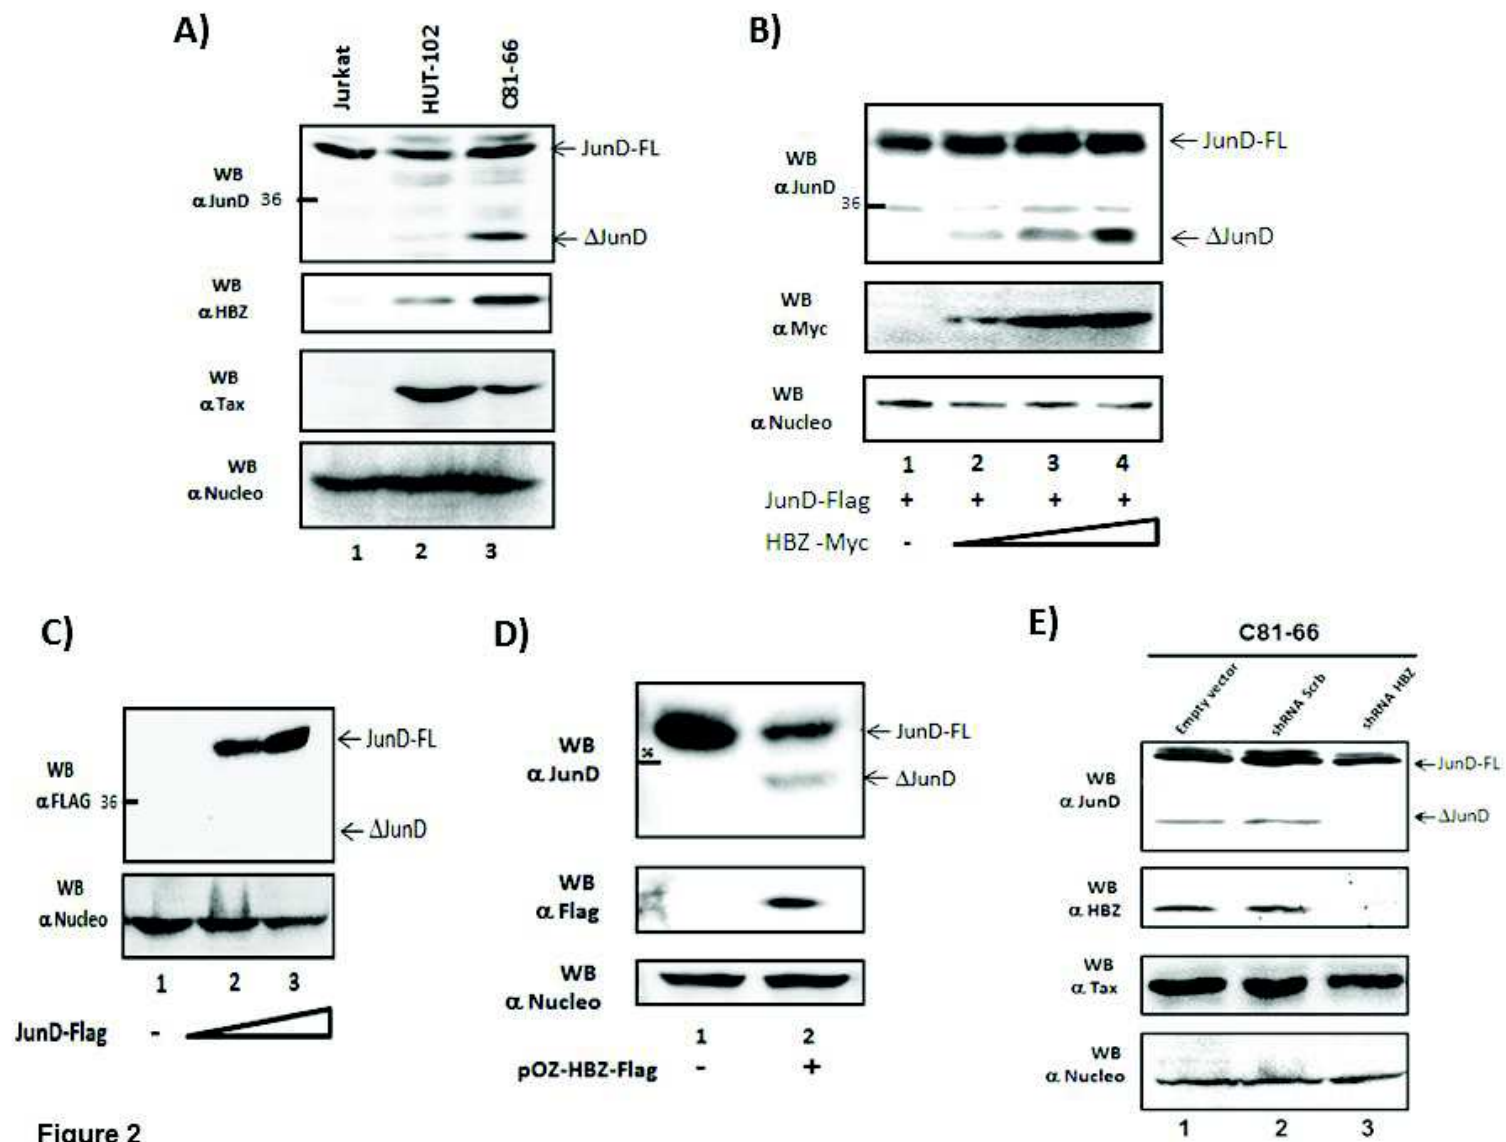 A)
Jurkat
HUT-102
C81-66
WB
α JunD
36
JunD-FL
ΔJunD
WB
α HBZ
WB
α Tax
WB
α Nucleo
1 2 3
B)
WB
α JunD
36
JunD-FL
ΔJunD
WB
α Myc
WB
α Nucleo
1 2 3 4
JunD-Flag + + + +
HBZ -Myc -
C)
WB
α FLAG
36
JunD-FL
ΔJunD
WB
α Nucleo
1 2 3
JunD-Flag -
D)
WB
α JunD
JunD-FL
ΔJunD
WB
α Flag
WB
α Nucleo
1 2
pOZ-HBZ-Flag - +
E)
C81-66
Empty vector
shRNA Scrb
shRNA HBZ
WB
α JunD
JunD-FL
ΔJunD
WB
α HBZ
WB
α Tax
WB
α Nucleo
1 2 3
Figure 2